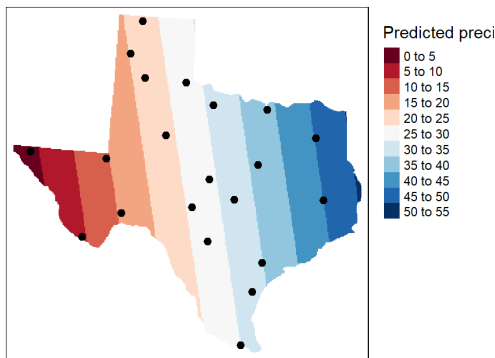 Predicted preci
0 to 5
5 to 10
10 to 15
15 to 20
20 to 25
25 to 30
30 to 35
35 to 40
40 to 45
45 to 50
50 to 55